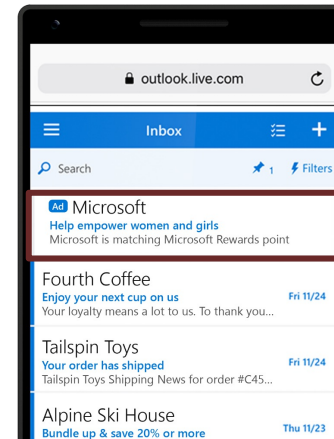 outlook.live.com
Inbox
Search 1 Filters
Ad Microsoft
Help empower women and girls
Microsoft is matching Microsoft Rewards point
Fourth Coffee
Enjoy your next cup on us Fri 11/24
Your loyalty means a lot to us. To thank you...
Tailspin Toys
Your order has shipped Fri 11/24
Tailspin Toys Shipping News for order #C45...
Alpine Ski House
Bundle up & save 20% or more Thu 11/23